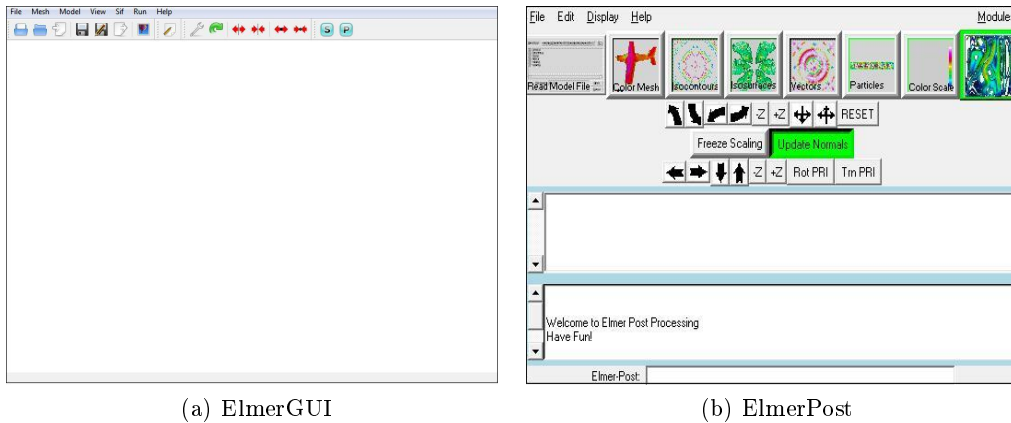 File Mesh Model View Sif Run Help
S P
File Edit Display Help Module
Read Model File Color Mesh Isocontours Isosurfaces Vectors Particles Color Scale
-Z +Z RESET
Freeze Scaling Update Normals
-Z +Z Rot PRI Trn PRI
Welcome to Elmer Post Processing
Have Fun!
Elmer-Post:
(a) ElmerGUI
(b) ElmerPost